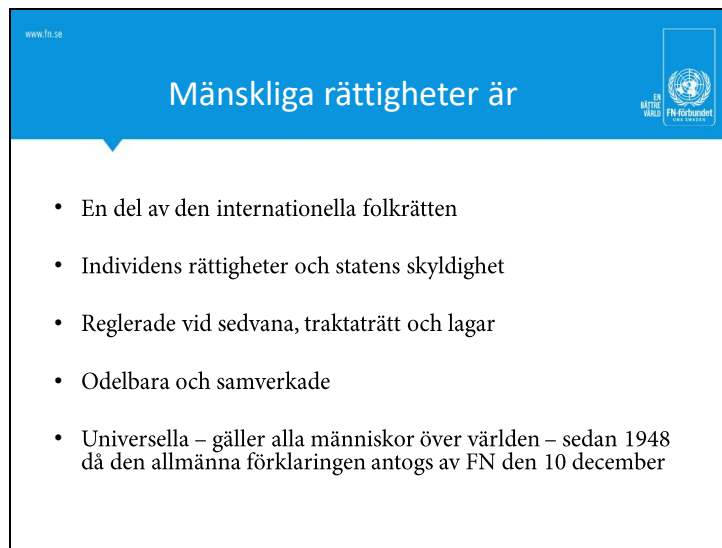 www.fn.se
Mänskliga rättigheter är
EN
BÄTTRE
VÄRLD
FN-förbundet
UNA SWEDEN
• En del av den internationella folkrätten
• Individens rättigheter och statens skyldighet
• Reglerade vid sedvana, traktaträtt och lagar
• Odelbara och samverkade
• Universella – gäller alla människor över världen – sedan 1948
då den allmänna förklaringen antogs av FN den 10 december